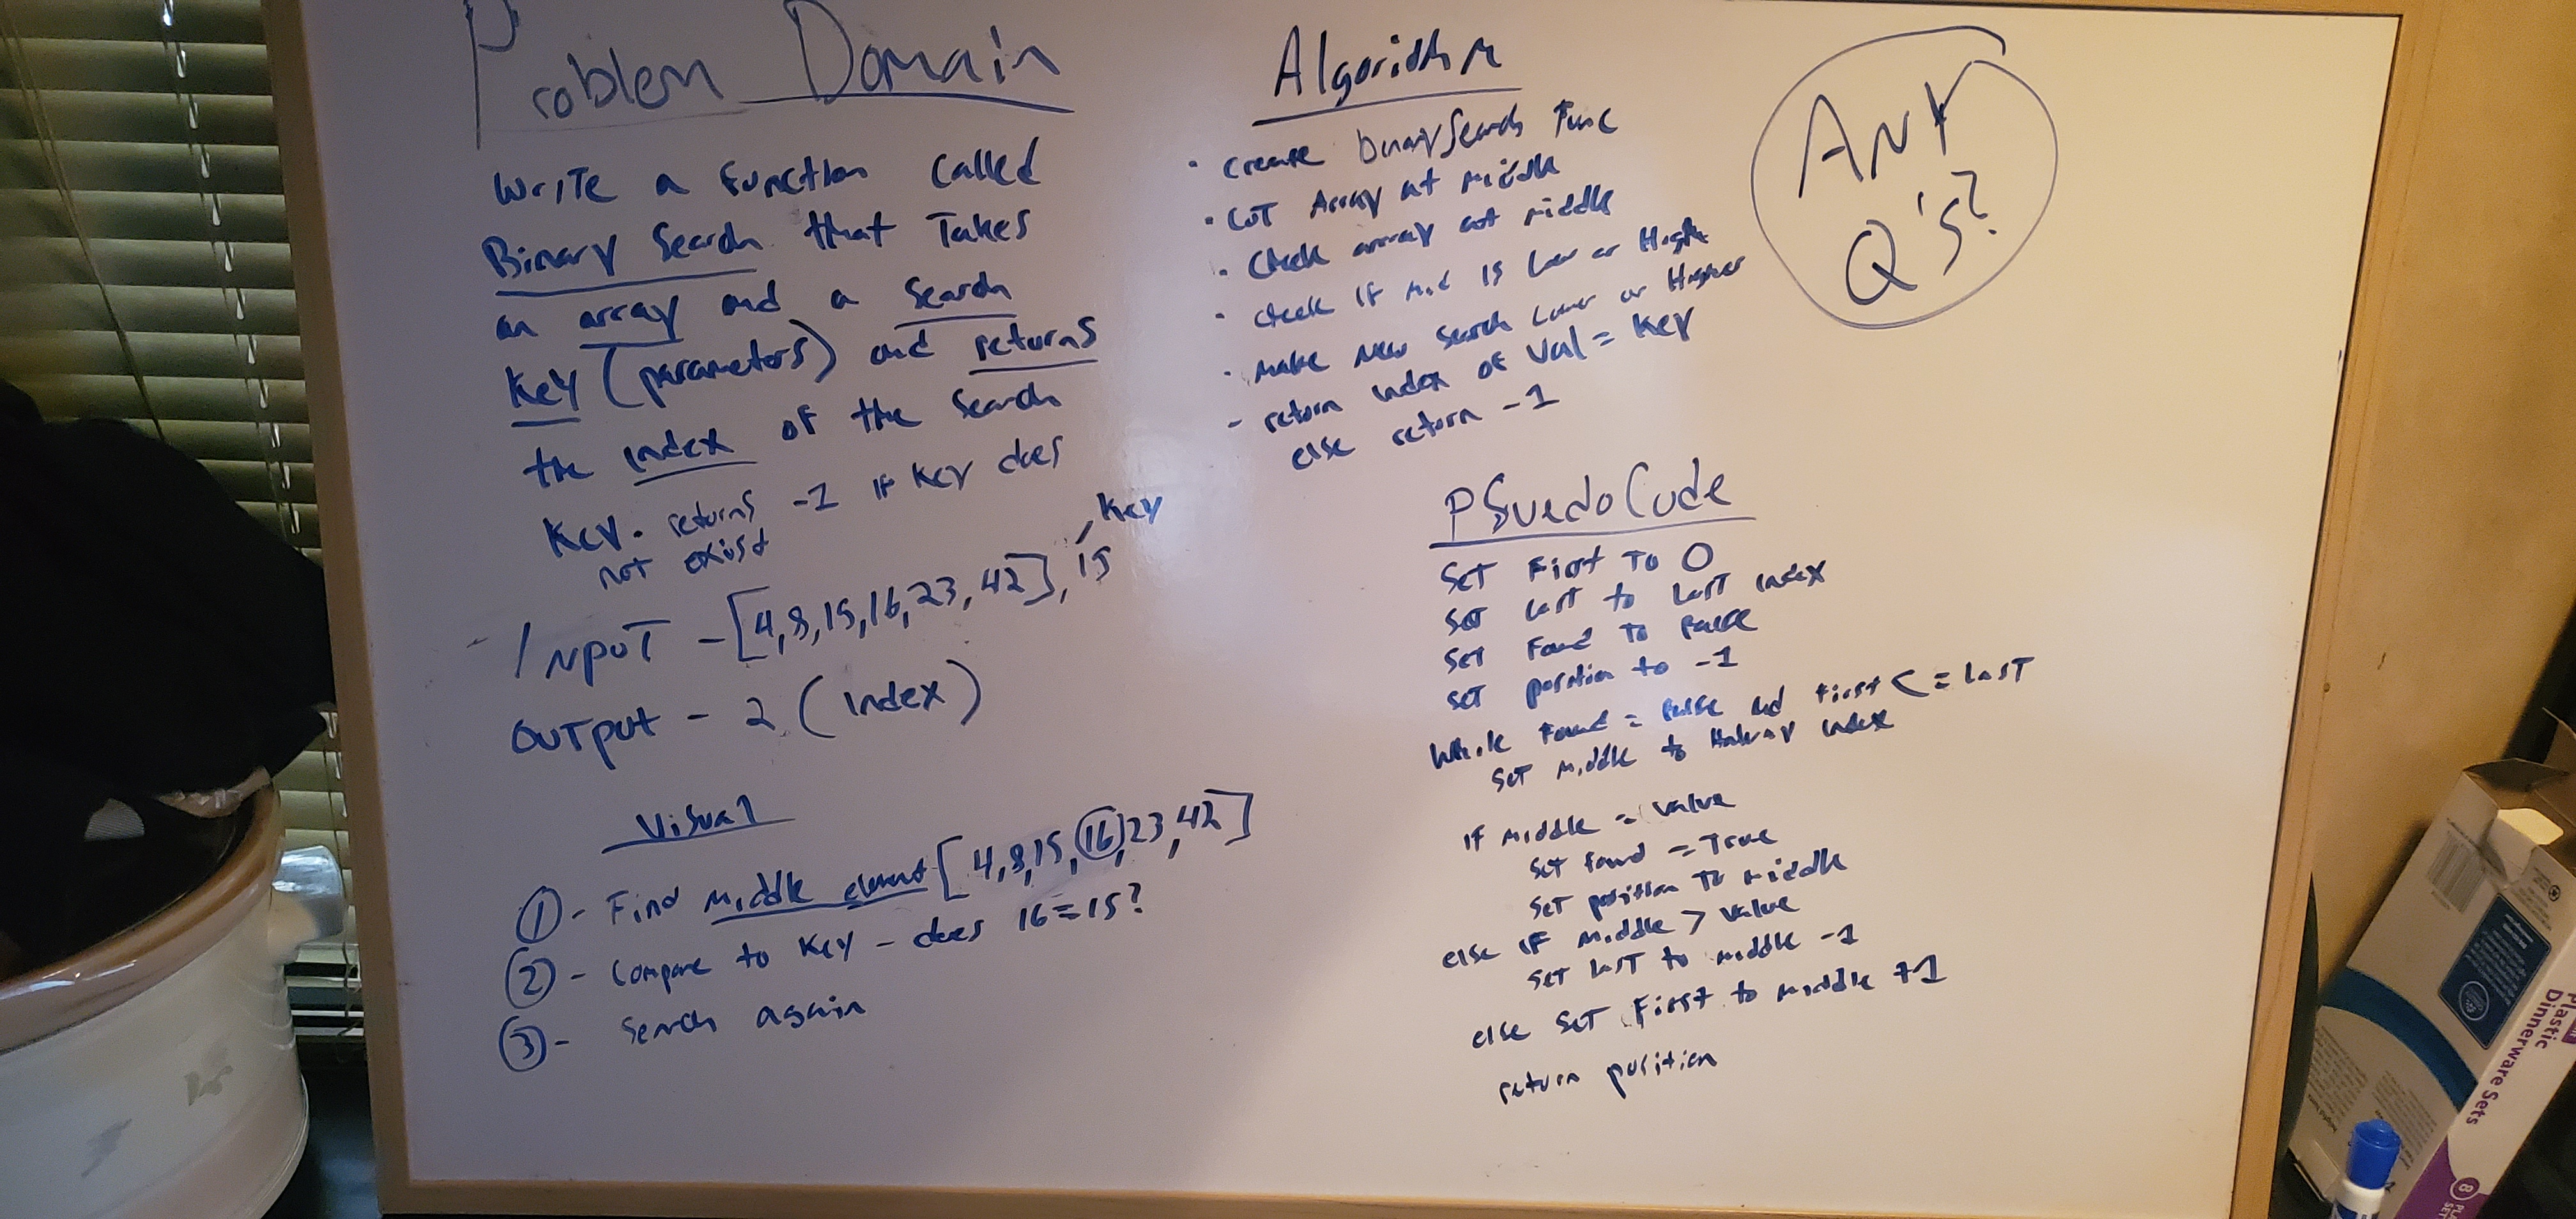 Problem Domain
Write a function called
Binary Search that Takes
an array and a Search
Key (parameters) and returns
the index of the search
Key. returns -1 if Key does
not exist
Key
INPUT - [4,8,15,16,23,42], 15
OUTPUT - 2 (index)
Visual
① - Find middle element [4,8,15,16,23,42]
② - Compare to Key - does 16=15?
③ - Search again
Algorithm
· Create binarySearch Func
· CUT Array at middle
· Check array at middle
· check if mid is Low or High
· make new search Lower or Higher
- return index of Val = Key
else return -1
ANY
Q's?
PSuedoCode
Set First To 0
Set Last to Last index
Set Found To False
Set position to -1
While Found = False and first <= last
Set middle to Halfway index
if middle = value
Set found = True
Set position To middle
else if middle > value
Set last to middle -1
else Set First to middle +1
return position
Plastic
Dinnerware Sets
8